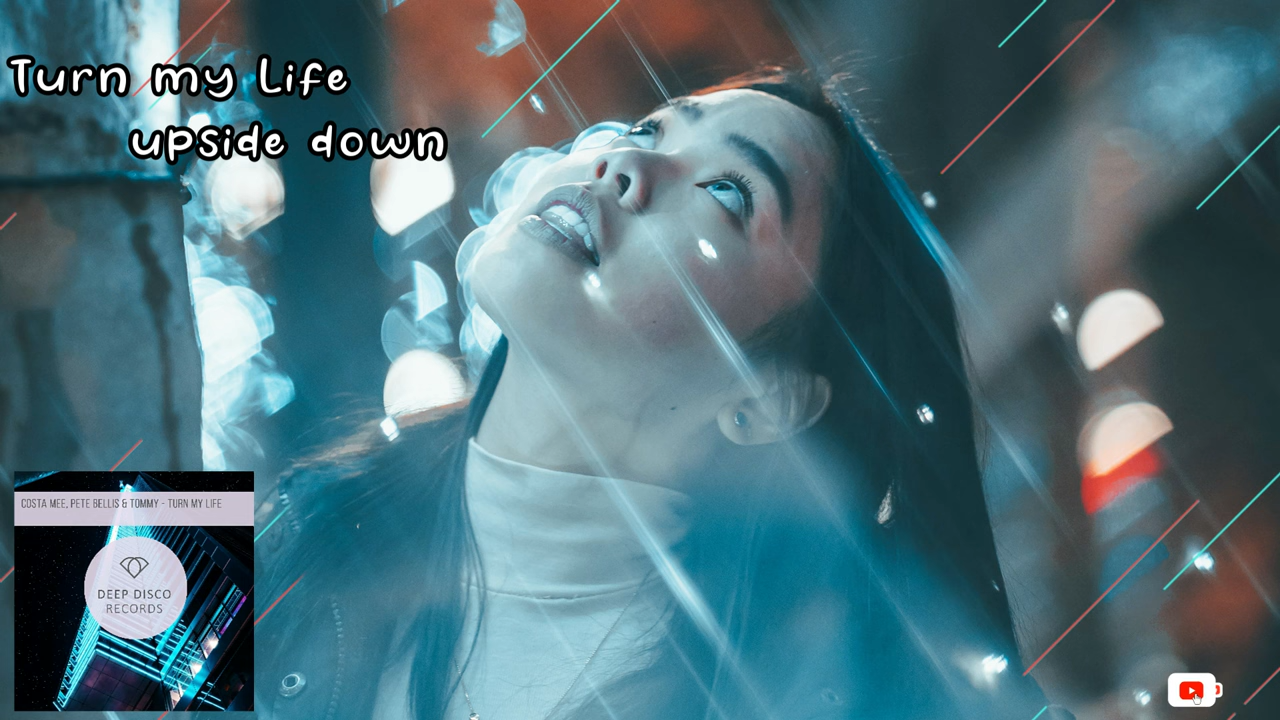 Turn my Life
upside down
COSTA MEE, PETE BELLIS & TOMMY - TURN MY LIFE
DEEP DISCO
RECORDS